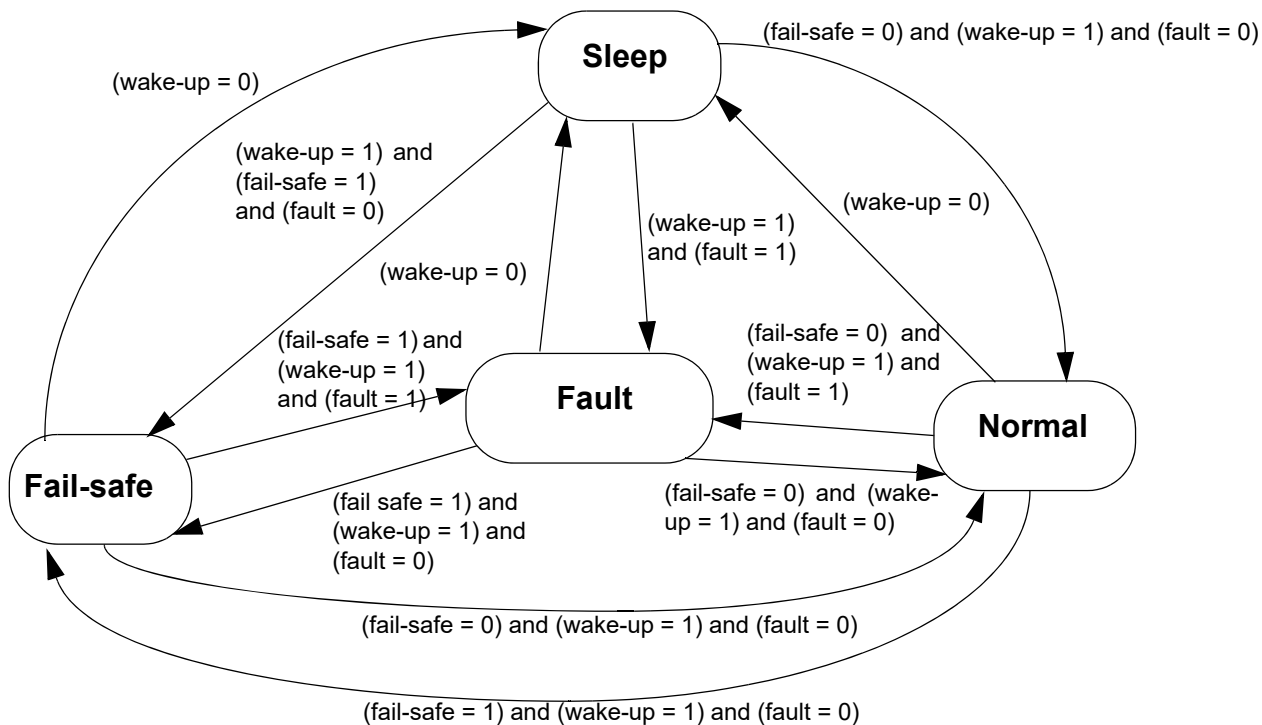 Sleep
(fail-safe = 0) and (wake-up = 1) and (fault = 0)
(wake-up = 0)
(wake-up = 1) and
(fail-safe = 1)
and (fault = 0)
(wake-up = 0)
(wake-up = 1)
and (fault = 1)
(wake-up = 0)
(fail-safe = 1) and
(wake-up = 1)
and (fault = 1)
Fault
(fail-safe = 0) and
(wake-up = 1) and
(fault = 1)
Normal
Fail-safe
(fail safe = 1) and
(wake-up = 1) and
(fault = 0)
(fail-safe = 0) and (wake-
up = 1) and (fault = 0)
(fail-safe = 0) and (wake-up = 1) and (fault = 0)
(fail-safe = 1) and (wake-up = 1) and (fault = 0)